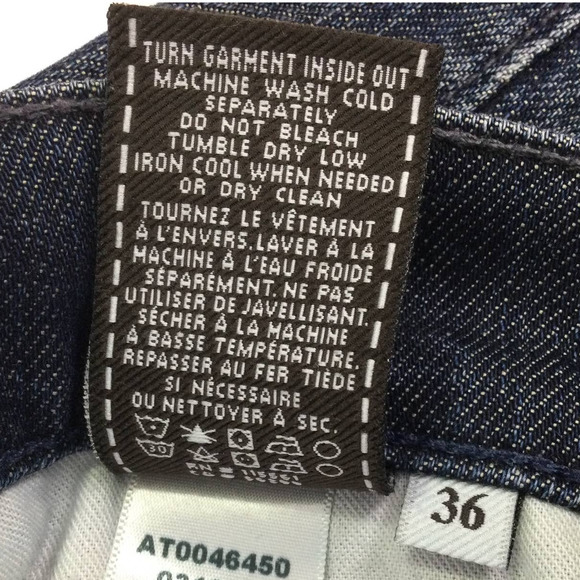 TURN GARMENT INSIDE OUT
MACHINE WASH COLD
SEPARATELY
DO NOT BLEACH
TUMBLE DRY LOW
IRON COOL WHEN NEEDED
OR DRY CLEAN
TOURNEZ LE VÊTEMENT
À L'ENVERS.LAVER À LA
MACHINE À L'EAU FROIDE
SÉPARÉMENT. NE PAS
UTILISER DE JAVELLISANT.
SÉCHER À LA MACHINE
À BASSE TEMPÉRATURE.
REPASSER AU FER TIÈDE
SI NÉCESSAIRE
OU NETTOYER À SEC.
30
RN
36
AT0046450